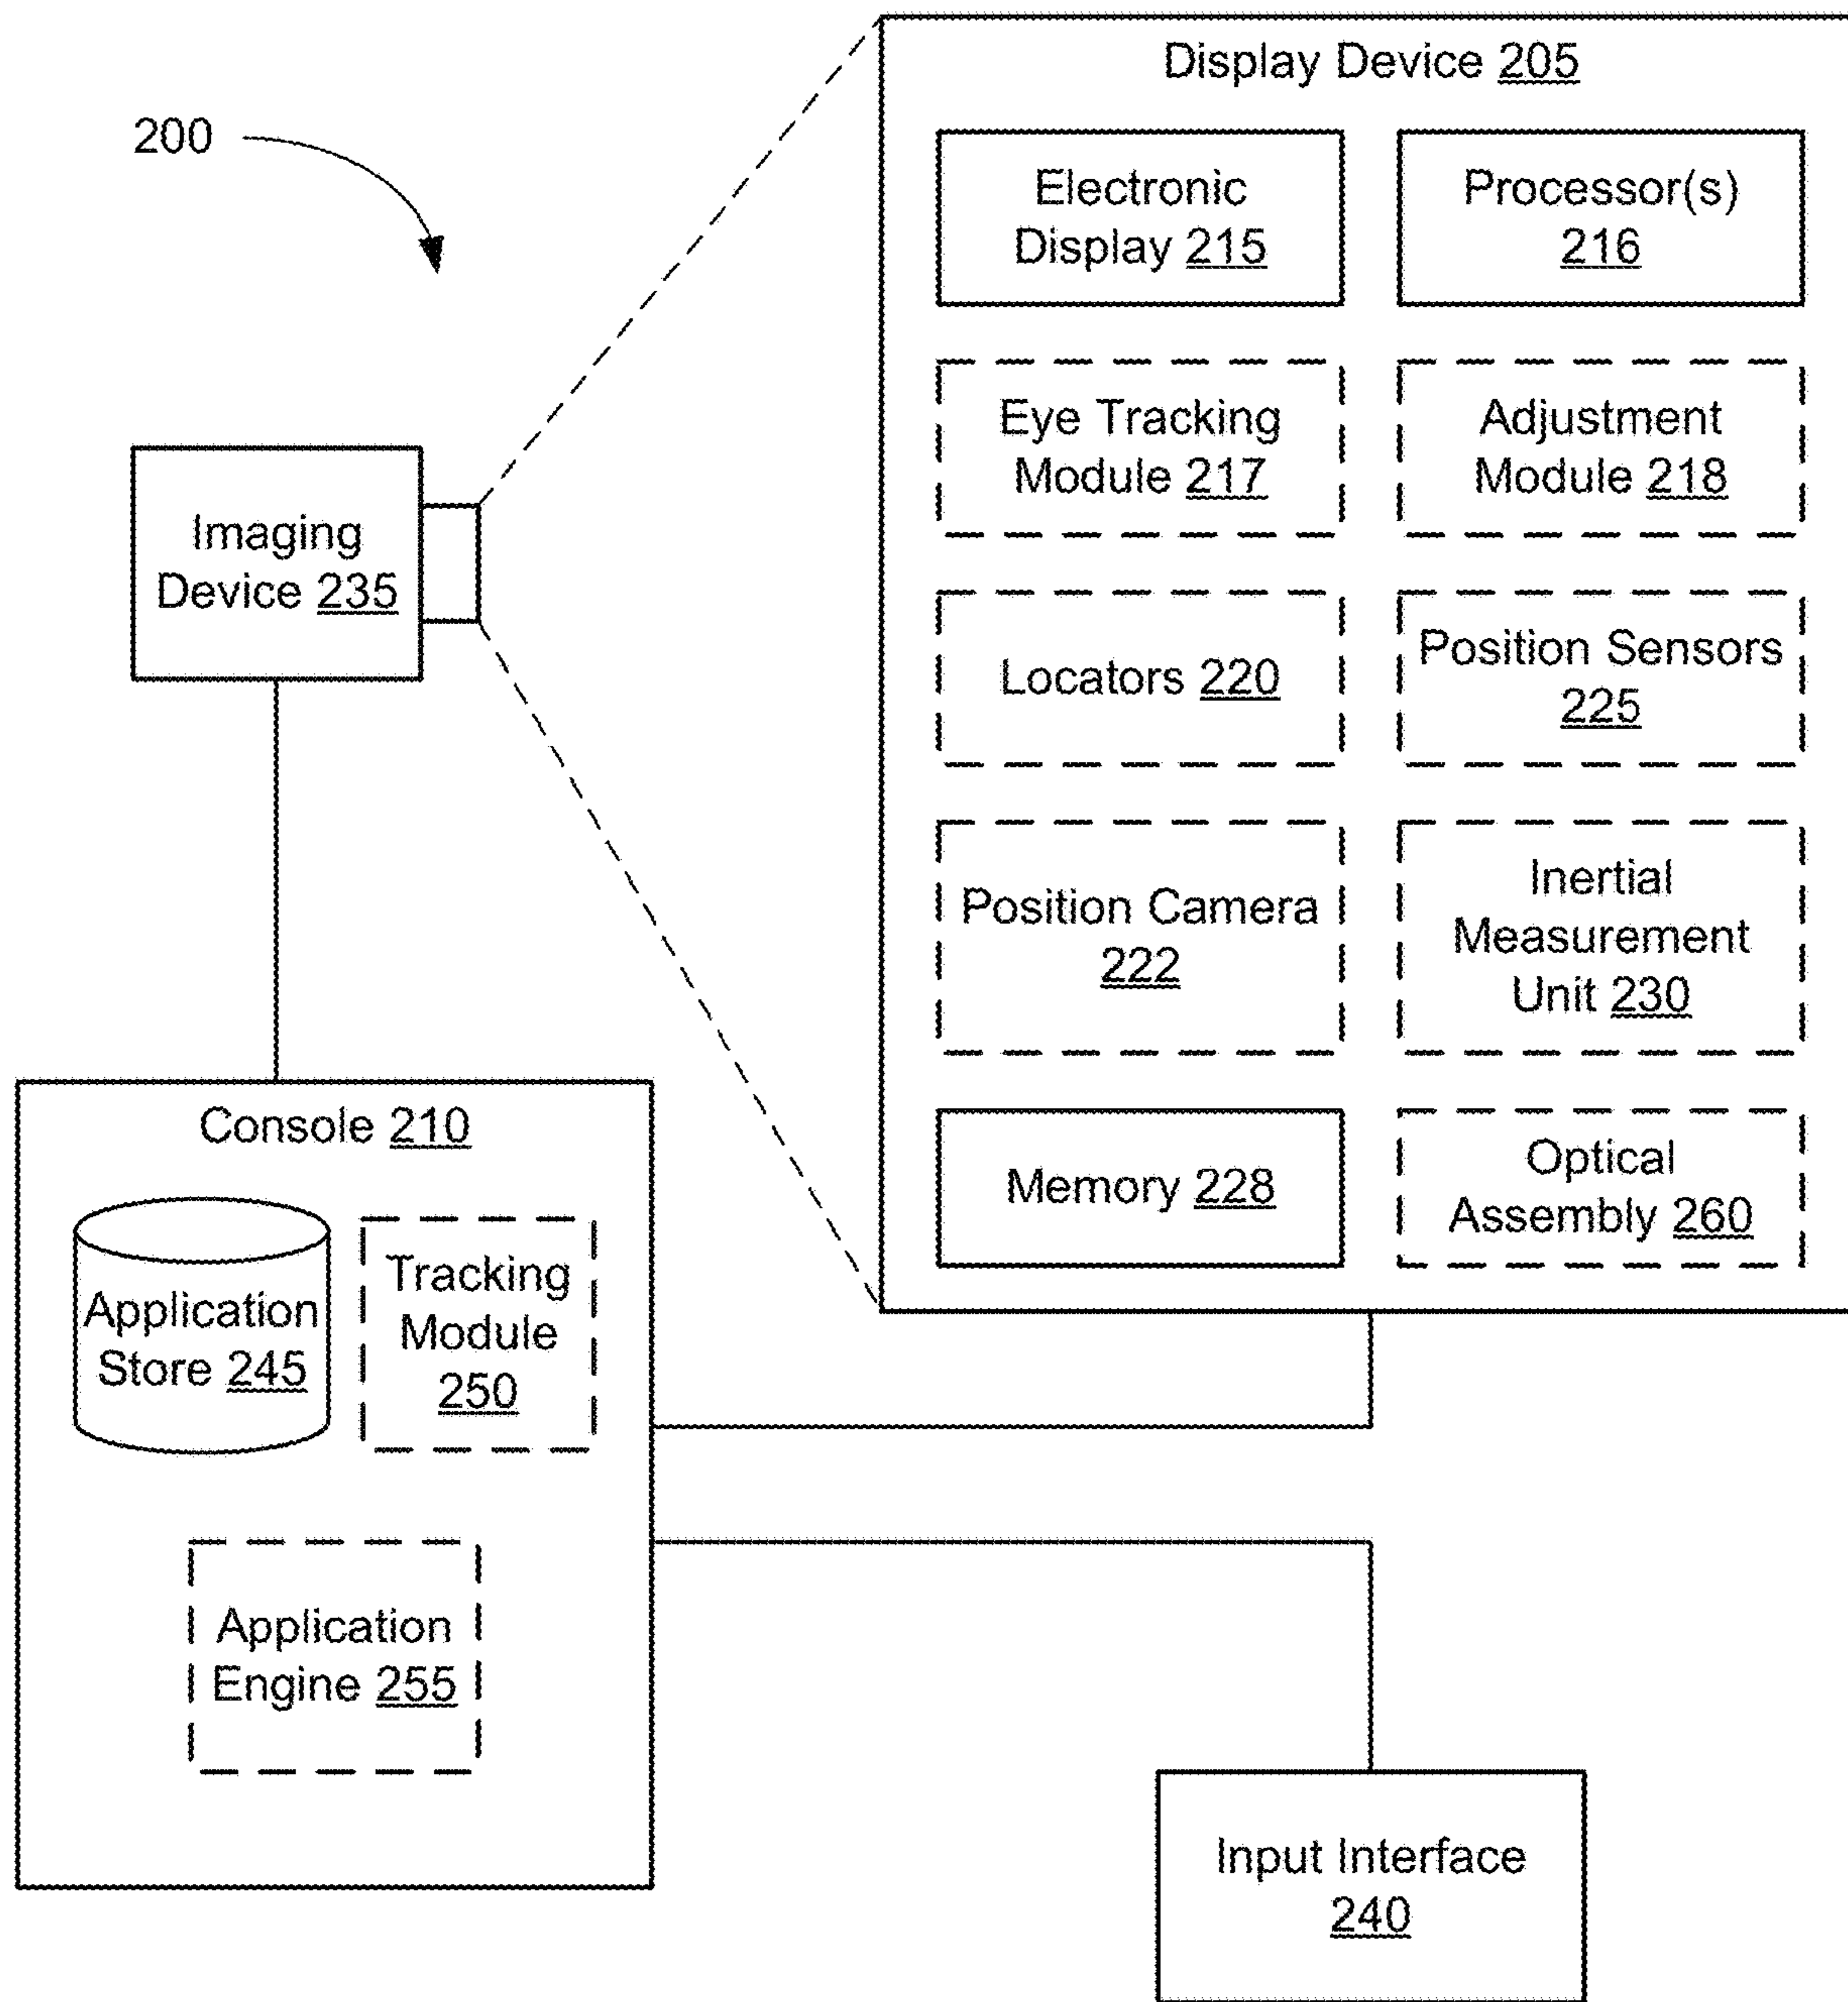 200
Display Device 205
Electronic
Display 215
Processor(s)
216
Eye Tracking
Module 217
Adjustment
Module 218
Imaging
Device 235
Locators 220
Position Sensors
225
Position Camera
222
Inertial
Measurement
Unit 230
Memory 228
Optical
Assembly 260
Console 210
Application
Store 245
Tracking
Module
250
Application
Engine 255
Input Interface
240